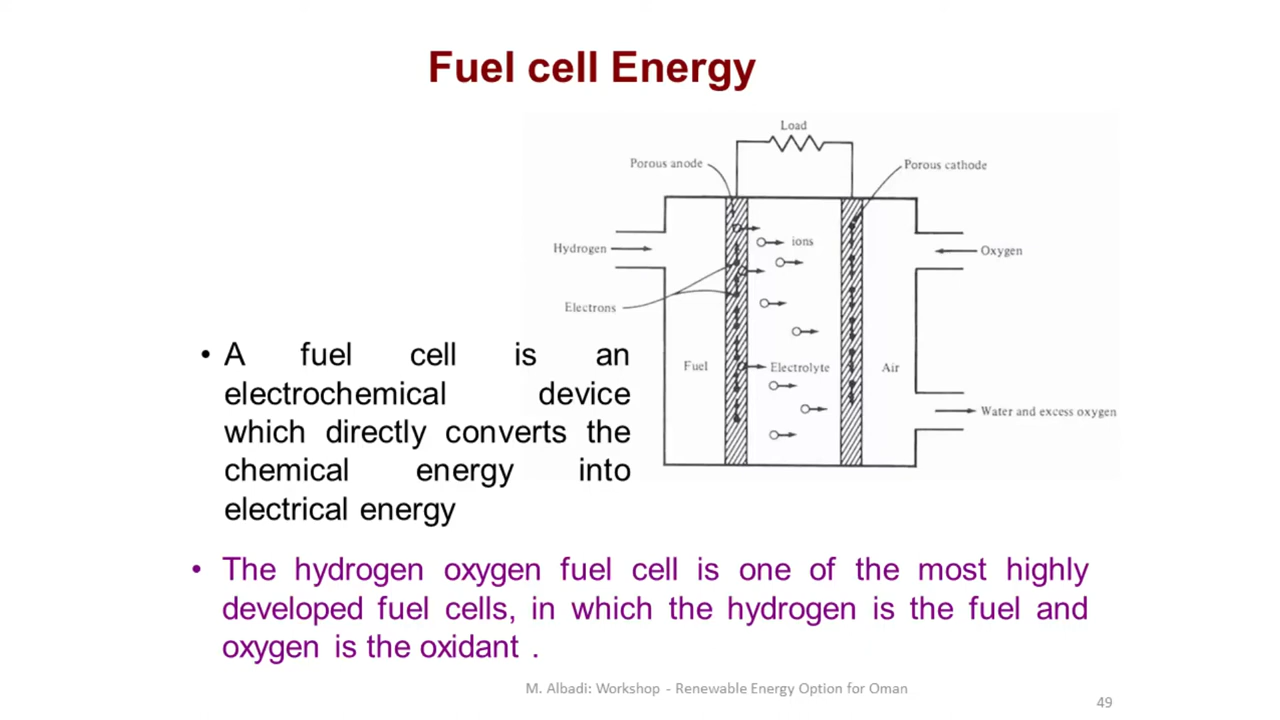 Fuel cell Energy
Load
Porous anode
Porous cathode
Hydrogen
ions
Oxygen
Electrons
Fuel
Electrolyte
Air
Water and excess oxygen
• A fuel cell is an
electrochemical device
which directly converts the
chemical energy into
electrical energy
• The hydrogen oxygen fuel cell is one of the most highly
developed fuel cells, in which the hydrogen is the fuel and
oxygen is the oxidant .
M. Albadi: Workshop - Renewable Energy Option for Oman
49